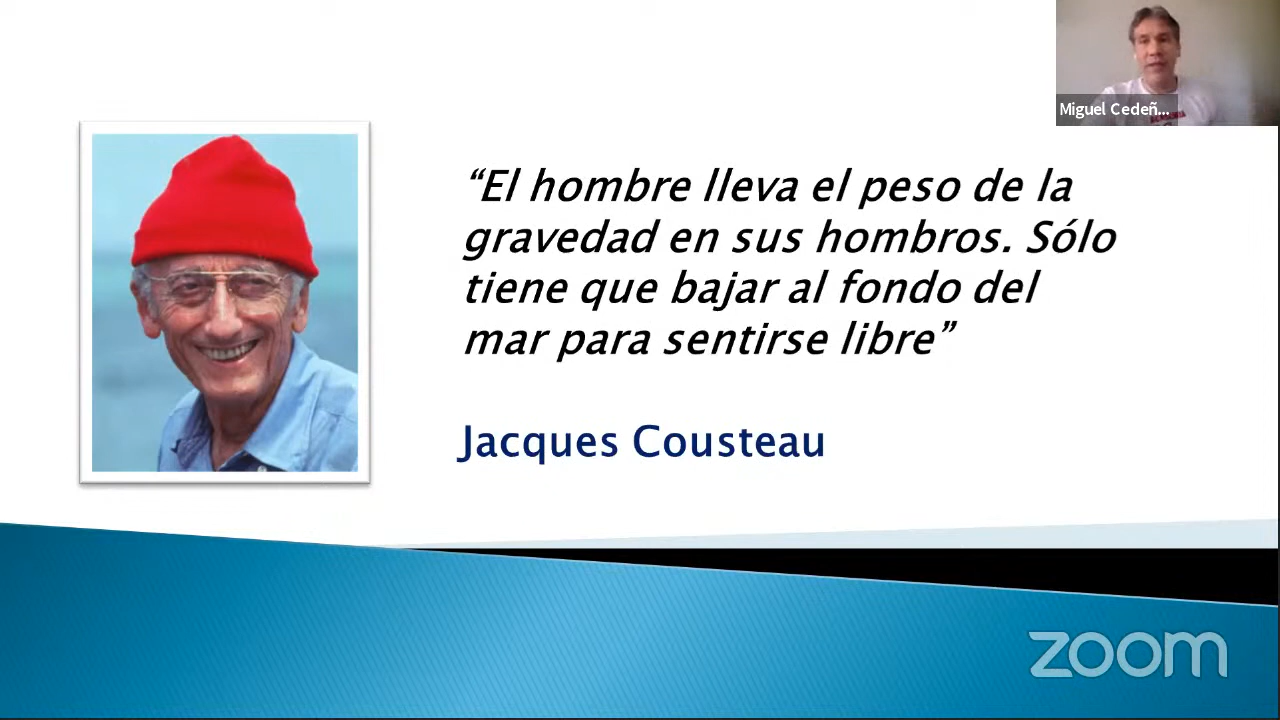 Miguel Cedeñ...
“El hombre lleva el peso de la
gravedad en sus hombros. Sólo
tiene que bajar al fondo del
mar para sentirse libre”
Jacques Cousteau
zoom